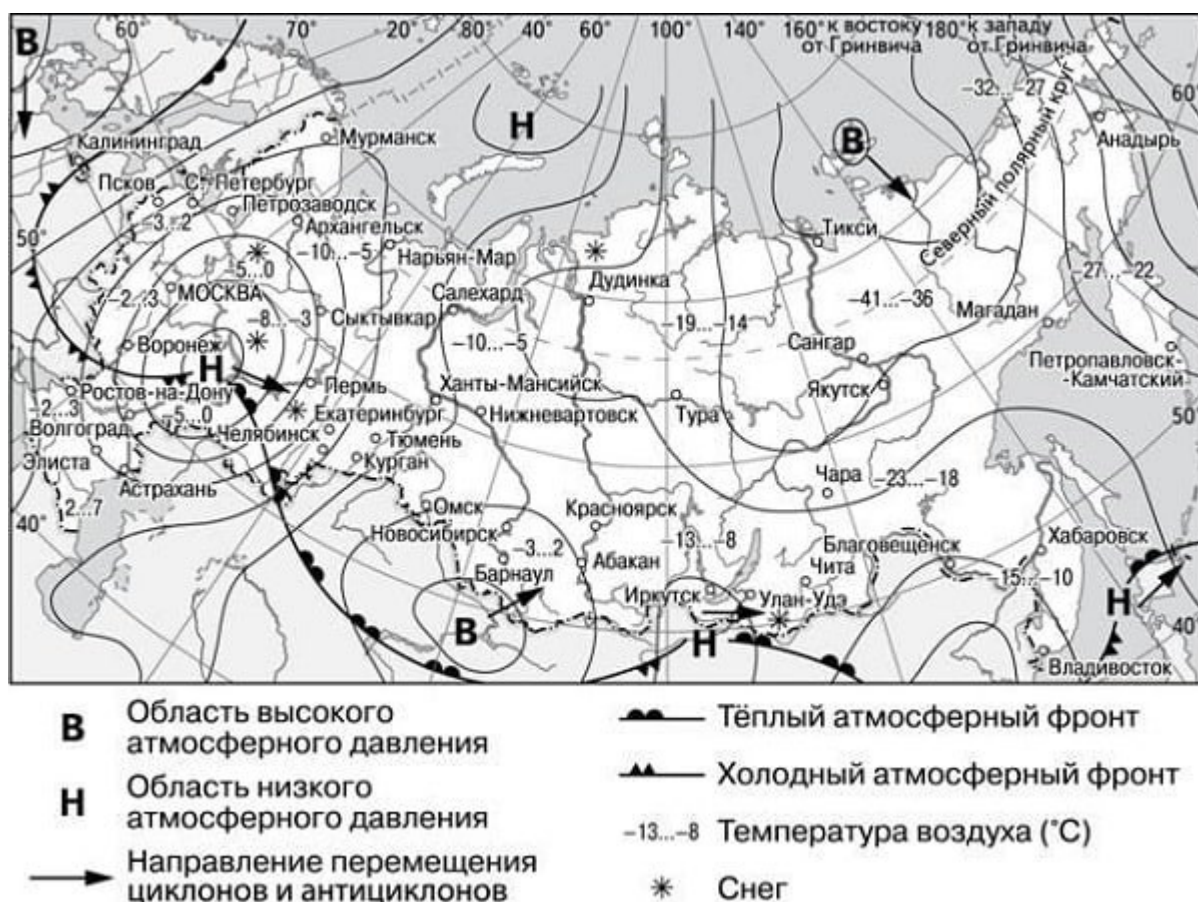 60° 70° 80° 40° 60° 100° 140° 160° к востоку от Гринвича 180° к западу от Гринвича
В
Н
В
-32...-27
60°
Северный полярный круг
Анадырь
Мурманск
Калининград
Псков
С.-Петербург
Петрозаводск
-3...2
Архангельск
-10...-5
Нарьян-Мар
50°
-5...0
МОСКВА
-2...3
-8...-3
Сыктывкар
Салехард
Дудинка
Тикси
-27...-22
-41...-36
Магадан
-10...-5
-19...-14
Сангар
Якутск
Петропавловск-
-Камчатский
Воронеж
Н
Пермь
Ханты-Мансийск
Ростов-на-Дону
-2...3
-5...0
Екатеринбург
Нижневартовск
Тура
50°
Волгоград
Челябинск
Тюмень
Курган
Элиста
Астрахань
2...7
Чара
-23...-18
40°
Омск
Новосибирск
Красноярск
-3...2
Барнаул
Абакан
-13...-8
Благовещенск
Чита
Хабаровск
-15...-10
Иркутск
Улан-Удэ
В
Н
Н
40°
Владивосток
В Область высокого
атмосферного давления
Н Область низкого
атмосферного давления
Направление перемещения
циклонов и антициклонов
Тёплый атмосферный фронт
Холодный атмосферный фронт
-13...-8 Температура воздуха (°С)
Снег